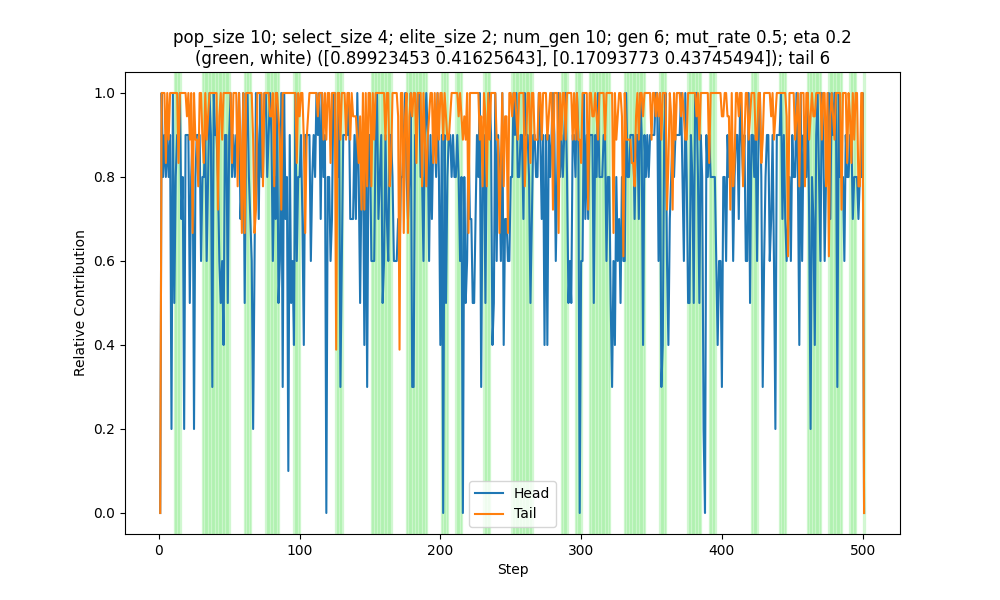 pop_size 10; select_size 4; elite_size 2; num_gen 10; gen 6; mut_rate 0.5; eta 0.2
(green, white) ([0.89923453 0.41625643], [0.17093773 0.43745494]); tail 6
1.0
0.8
0.6
0.4
0.2
0.0
Relative Contribution
Head
Tail
0
100
200
300
400
500
Step